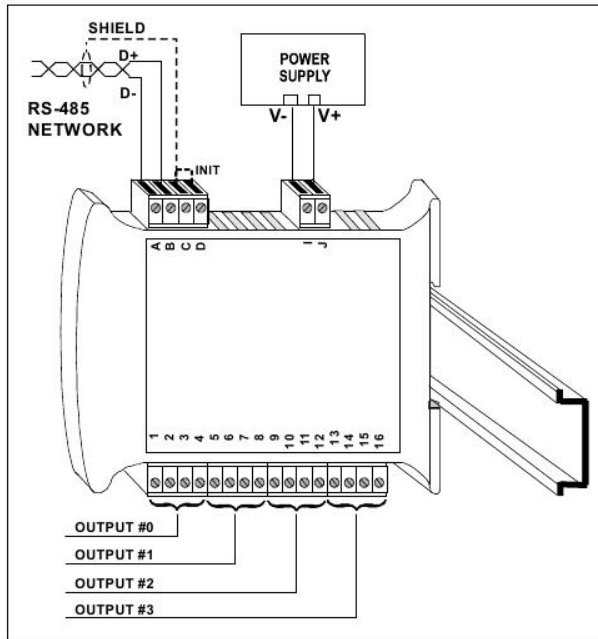 SHIELD
D+
D-
RS-485
NETWORK
POWER
SUPPLY
V- V+
INIT
A B C D
I J
1 2 3 4 5 6 7 8 9 10 11 12 13 14 15 16
OUTPUT #0
OUTPUT #1
OUTPUT #2
OUTPUT #3